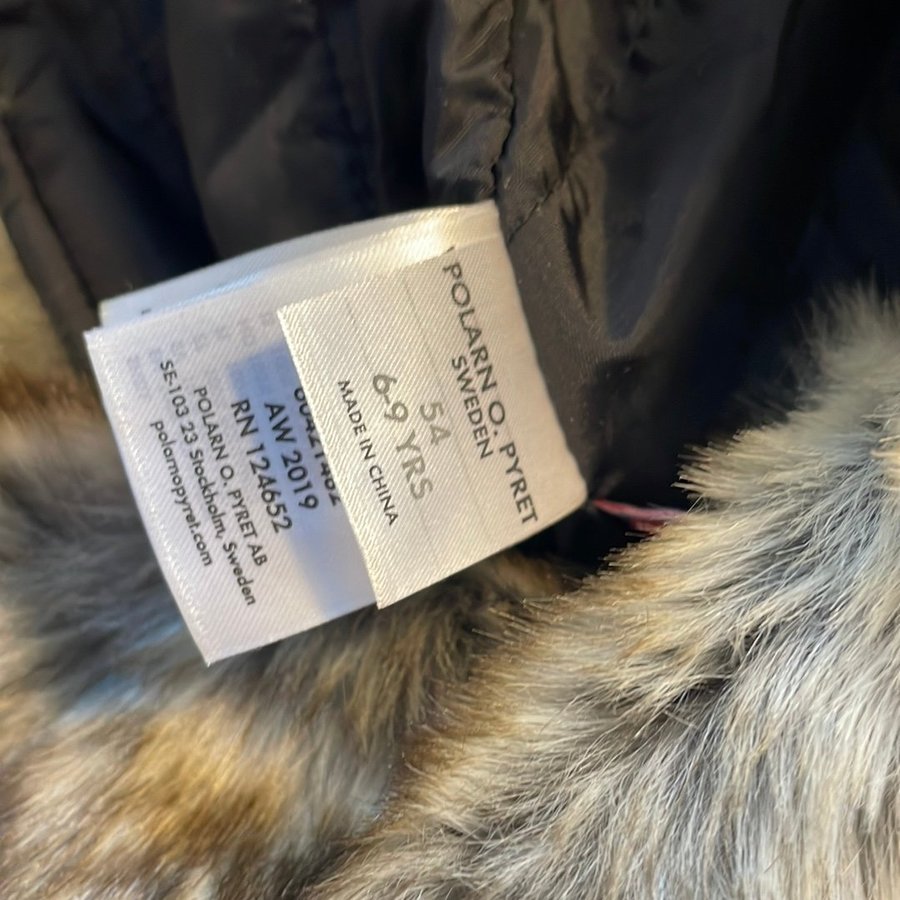 POLARN O. PYRET
SWEDEN
54
6-9 YRS
MADE IN CHINA
AW 2019
RN 124652
POLARN O. PYRET AB
SE-103 23 Stockholm, Sweden
polarnopyret.com